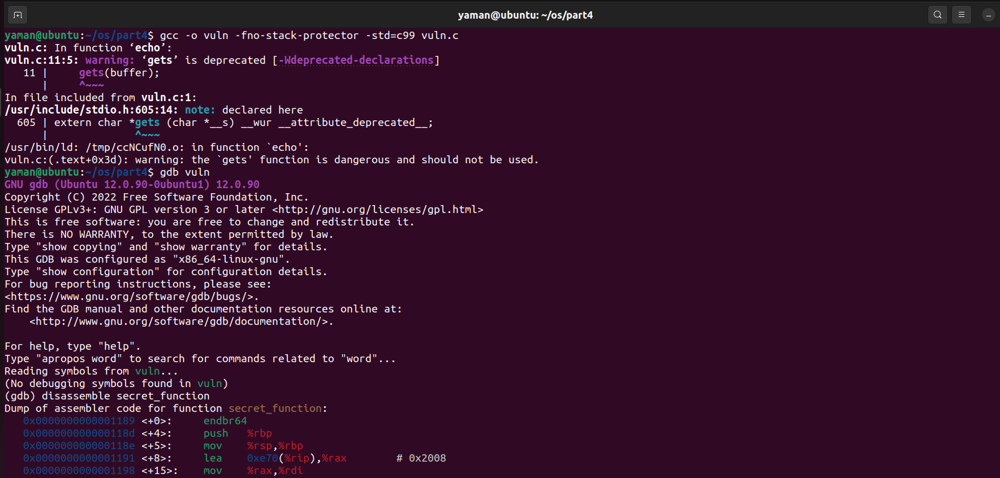 yaman@ubuntu: ~/os/part4
yaman@ubuntu:~/os/part4$ gcc -o vuln -fno-stack-protector -std=c99 vuln.c
vuln.c: In function ‘echo’:
vuln.c:11:5: warning: ‘gets’ is deprecated [-Wdeprecated-declarations]
   11 |     gets(buffer);
      |     ^~~~
In file included from vuln.c:1:
/usr/include/stdio.h:605:14: note: declared here
  605 | extern char *gets (char *__s) __wur __attribute_deprecated__;
      |              ^~~~
/usr/bin/ld: /tmp/ccNCufN0.o: in function `echo':
vuln.c:(.text+0x3d): warning: the `gets' function is dangerous and should not be used.
yaman@ubuntu:~/os/part4$ gdb vuln
GNU gdb (Ubuntu 12.0.90-0ubuntu1) 12.0.90
Copyright (C) 2022 Free Software Foundation, Inc.
License GPLv3+: GNU GPL version 3 or later <http://gnu.org/licenses/gpl.html>
This is free software: you are free to change and redistribute it.
There is NO WARRANTY, to the extent permitted by law.
Type "show copying" and "show warranty" for details.
This GDB was configured as "x86_64-linux-gnu".
Type "show configuration" for configuration details.
For bug reporting instructions, please see:
<https://www.gnu.org/software/gdb/bugs/>.
Find the GDB manual and other documentation resources online at:
    <http://www.gnu.org/software/gdb/documentation/>.

For help, type "help".
Type "apropos word" to search for commands related to "word"...
Reading symbols from vuln...
(No debugging symbols found in vuln)
(gdb) disassemble secret_function
Dump of assembler code for function secret_function:
   0x0000000000001189 <+0>:     endbr64
   0x000000000000118d <+4>:     push   %rbp
   0x000000000000118e <+5>:     mov    %rsp,%rbp
   0x0000000000001191 <+8>:     lea    0xe70(%rip),%rax        # 0x2008
   0x0000000000001198 <+15>:    mov    %rax,%rdi